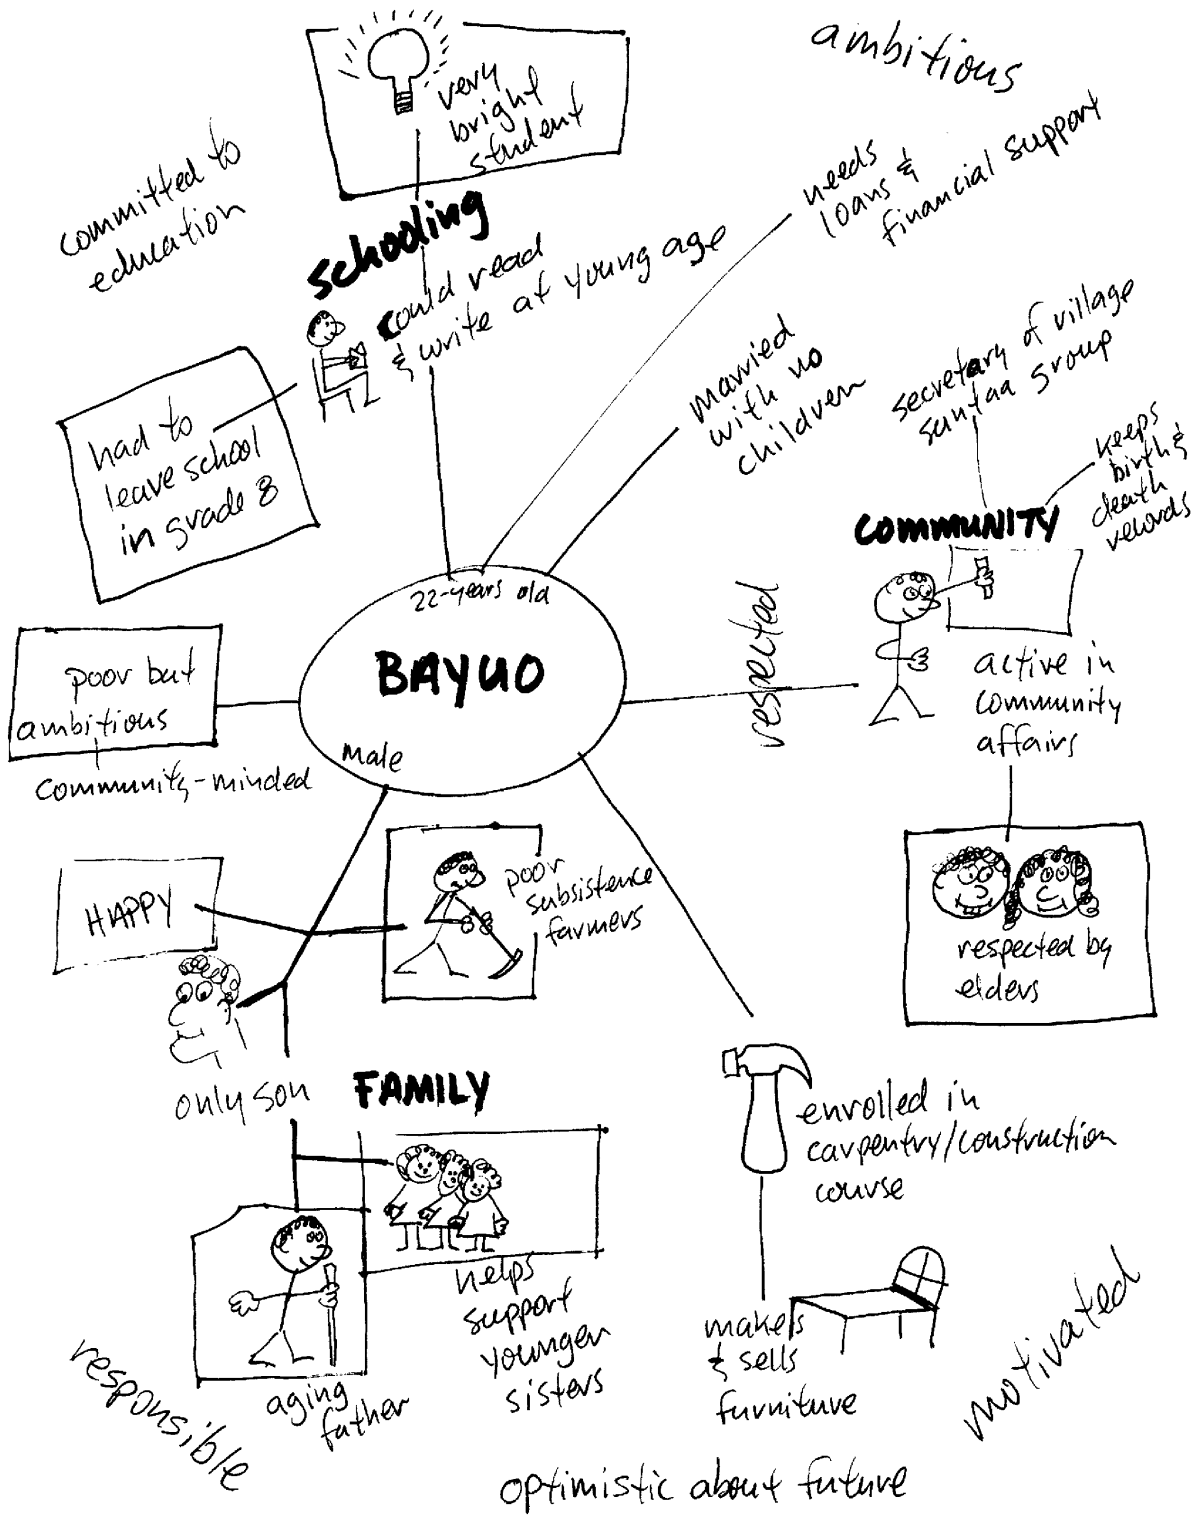 ambitious
very
bright
student
committed to
education
schooling
could read
& write at young age
needs
loans &
financial support
had to
leave school
in grade 8
married
with no
children
secretary of village
suntaa group
keeps
birth &
death
records
COMMUNITY
22-years old
BAYUO
male
respected
active in
community
affairs
poor but
ambitious
community-minded
HAPPY
poor
subsistence
farmers
respected by
elders
only son
FAMILY
enrolled in
carpentry/construction
course
helps
support
younger
sisters
aging
father
makes
& sells
furniture
responsible
motivated
optimistic about future